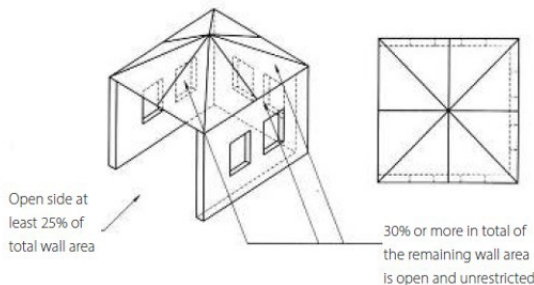 Open side at
least 25% of
total wall area
30% or more in total of
the remaining wall area
is open and unrestricted